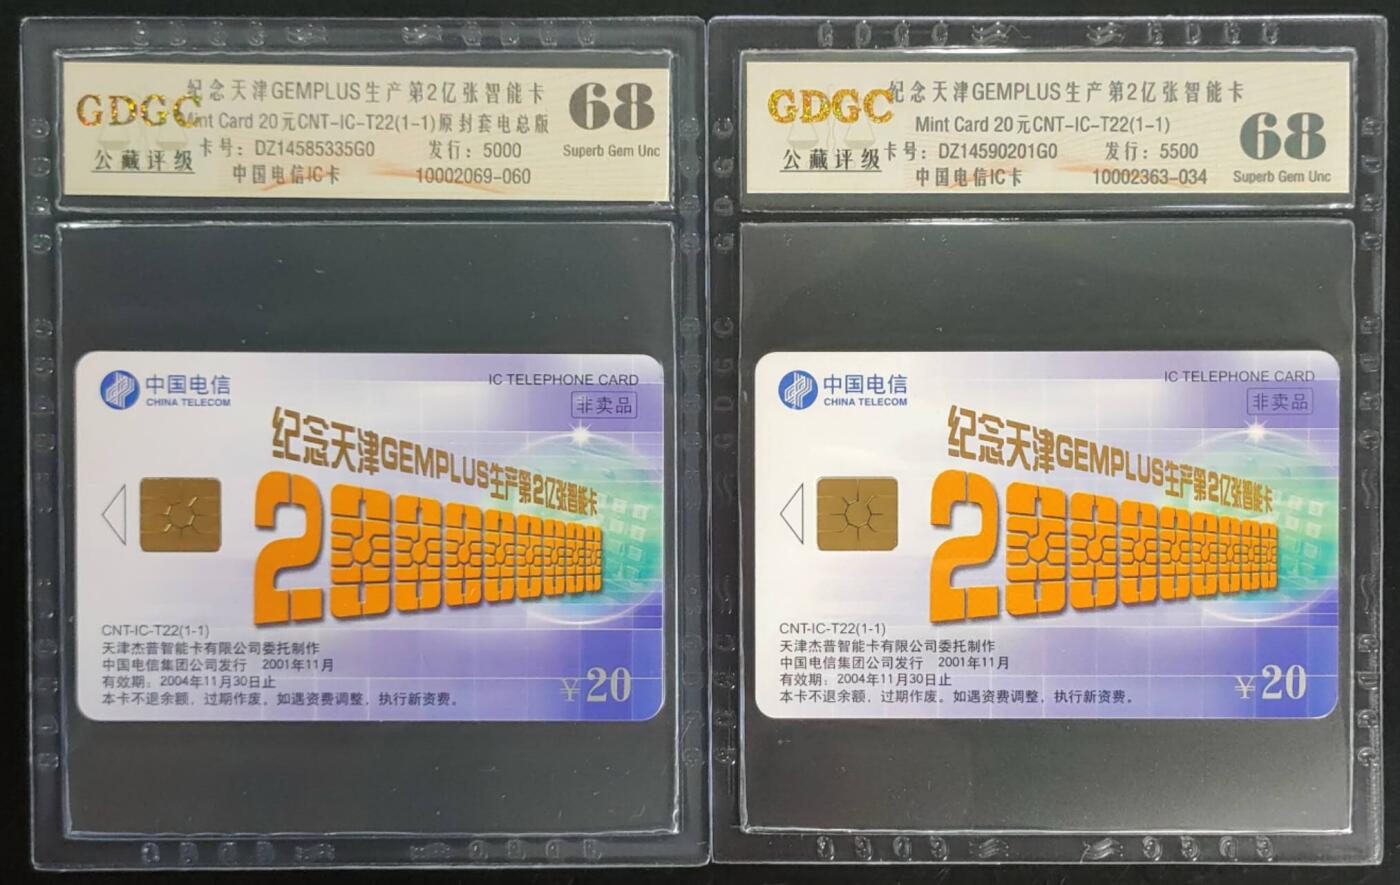 纪念天津GEMPLUS生产第2亿张智能卡
GDGC
Mint Card 20元CNT-IC-T22(1-1)原封套电总版
68
公藏评级
卡号：DZ14585335G0 发行：5000
Superb Gem Unc
中国电信IC卡 10002069-060
中国电信
CHINA TELECOM
IC TELEPHONE CARD
非卖品
纪念天津GEMPLUS生产第2亿张智能卡
200000000
CNT-IC-T22(1-1)
天津杰普智能卡有限公司委托制作
中国电信集团公司发行 2001年11月
有效期：2004年11月30日止
本卡不退余额，过期作废。如遇资费调整，执行新资费。
¥20
纪念天津GEMPLUS生产第2亿张智能卡
GDGC
Mint Card 20元CNT-IC-T22(1-1)
68
公藏评级
卡号：DZ14590201G0 发行：5500
Superb Gem Unc
中国电信IC卡 10002363-034
中国电信
CHINA TELECOM
IC TELEPHONE CARD
非卖品
纪念天津GEMPLUS生产第2亿张智能卡
200000000
CNT-IC-T22(1-1)
天津杰普智能卡有限公司委托制作
中国电信集团公司发行 2001年11月
有效期：2004年11月30日止
本卡不退余额，过期作废。如遇资费调整，执行新资费。
¥20